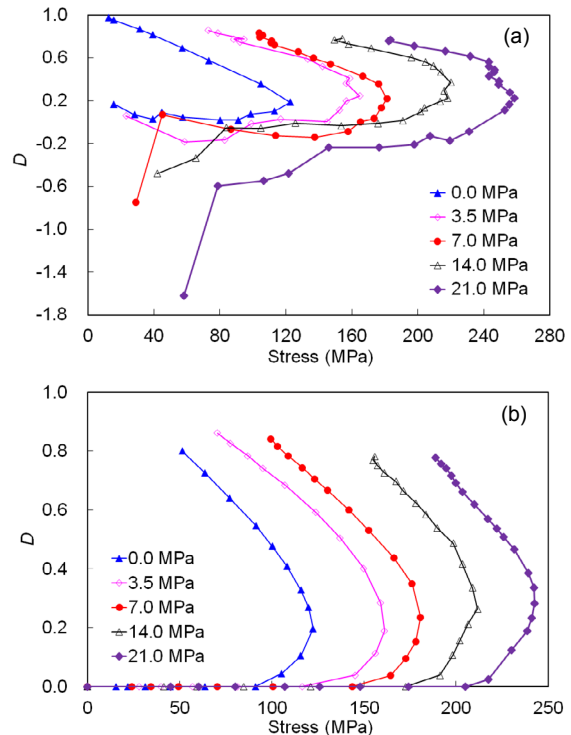 (a)
1.0
0.6
0.2
-0.2
-0.6
-1.0
-1.4
-1.8
D
0.0 MPa
3.5 MPa
7.0 MPa
14.0 MPa
21.0 MPa
0 40 80 120 160 200 240 280
Stress (MPa)
(b)
1.0
0.8
0.6
0.4
0.2
0.0
D
0.0 MPa
3.5 MPa
7.0 MPa
14.0 MPa
21.0 MPa
0 50 100 150 200 250
Stress (MPa)